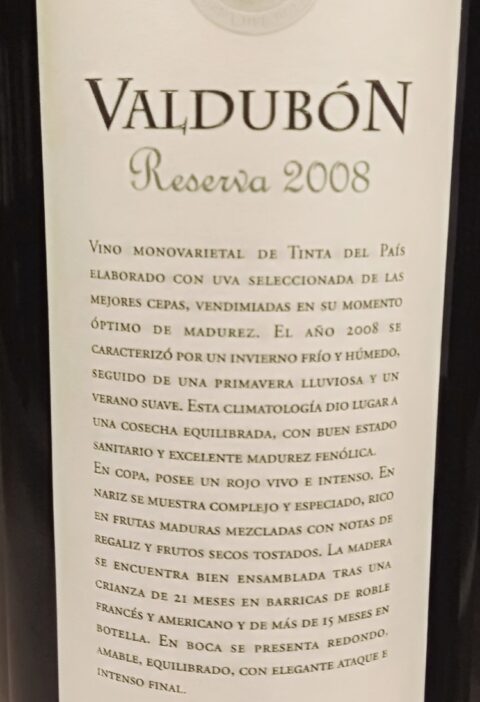 VALDUBÓN
Reserva 2008
VINO MONOVARIETAL DE TINTA DEL PAÍS
ELABORADO CON UVA SELECCIONADA DE LAS
MEJORES CEPAS, VENDIMIADAS EN SU MOMENTO
ÓPTIMO DE MADUREZ. EL AÑO 2008 SE
CARACTERIZÓ POR UN INVIERNO FRÍO Y HÚMEDO,
SEGUIDO DE UNA PRIMAVERA LLUVIOSA Y UN
VERANO SUAVE. ESTA CLIMATOLOGÍA DIO LUGAR A
UNA COSECHA EQUILIBRADA, CON BUEN ESTADO
SANITARIO Y EXCELENTE MADUREZ FENÓLICA.
EN COPA, POSEE UN ROJO VIVO E INTENSO. EN
NARIZ SE MUESTRA COMPLEJO Y ESPECIADO, RICO
EN FRUTAS MADURAS MEZCLADAS CON NOTAS DE
REGALIZ Y FRUTOS SECOS TOSTADOS. LA MADERA
SE ENCUENTRA BIEN ENSAMBLADA TRAS UNA
CRIANZA DE 21 MESES EN BARRICAS DE ROBLE
FRANCÉS Y AMERICANO Y DE MÁS DE 15 MESES EN
BOTELLA. EN BOCA SE PRESENTA REDONDO,
AMABLE, EQUILIBRADO, CON ELEGANTE ATAQUE E
INTENSO FINAL.